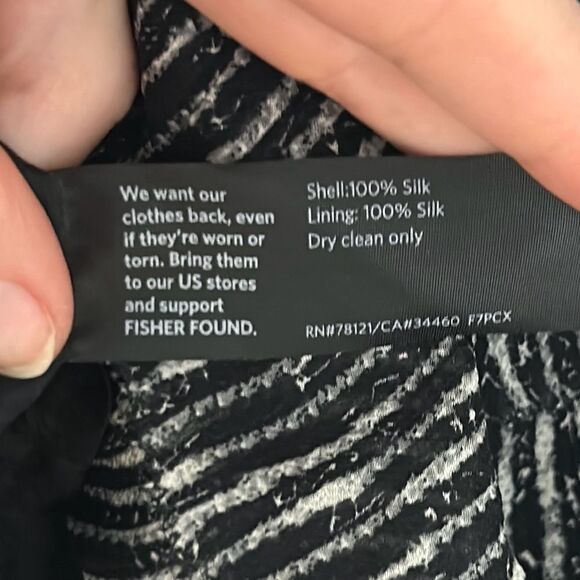 We want our
clothes back, even
if they're worn or
torn. Bring them
to our US stores
and support
FISHER FOUND.
Shell:100% Silk
Lining: 100% Silk
Dry clean only
RN#78121/CA#34460 F7PCX